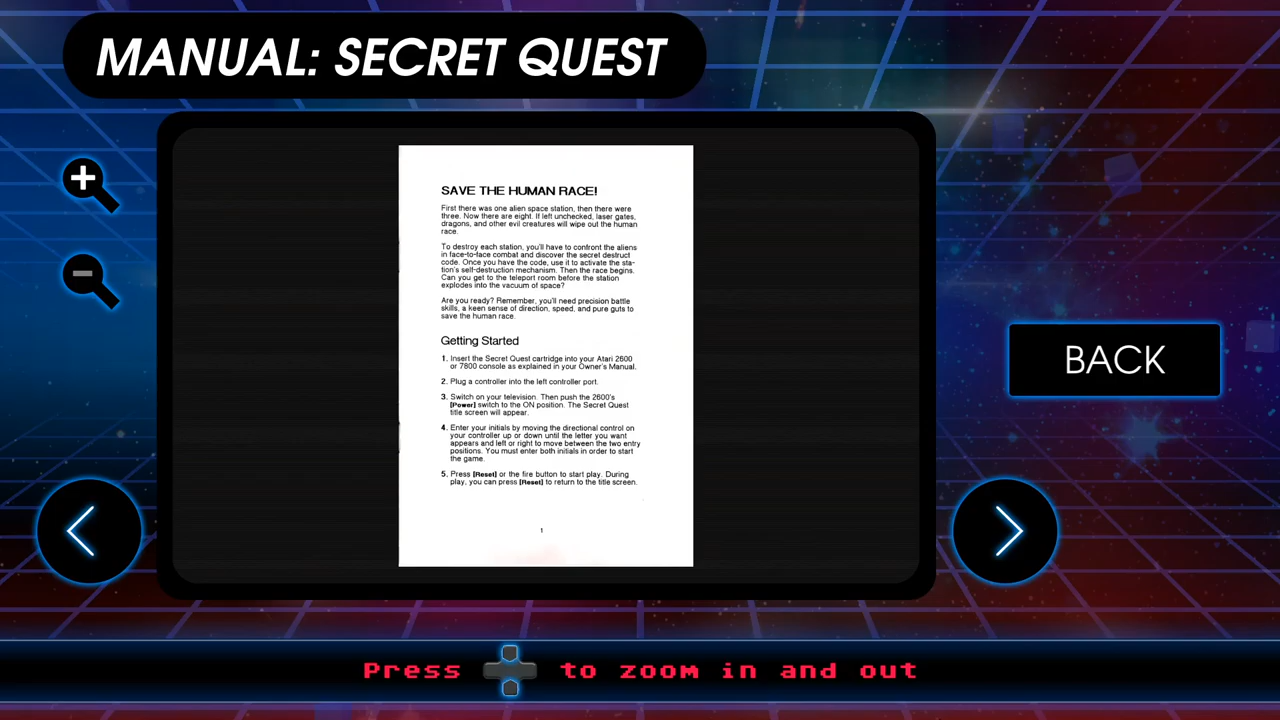 MANUAL: SECRET QUEST
SAVE THE HUMAN RACE!
First there was one alien space station, then there were
three. Now there are eight. If left unchecked, laser gates,
dragons, and other evil creatures will wipe out the human
race.
To destroy each station, you'll have to confront the aliens
in face-to-face combat and discover the secret destruct
code. Once you have the code, use it to activate the sta-
tion's self-destruction mechanism. Then the race begins.
Can you get to the teleport room before the station
explodes into the vacuum of space?
Are you ready? Remember, you'll need precision battle
skills, a keen sense of direction, speed, and pure guts to
save the human race.
Getting Started
1. Insert the Secret Quest cartridge into your Atari 2600
or 7800 console as explained in your Owner's Manual.
2. Plug a controller into the left controller port.
3. Switch on your television. Then push the 2600's
[Power] switch to the ON position. The Secret Quest
title screen will appear.
4. Enter your initials by moving the directional control on
your controller up or down until the letter you want
appears and left or right to move between the two entry
positions. You must enter both initials in order to start
the game.
5. Press [Reset] or the fire button to start play. During
play, you can press [Reset] to return to the title screen.
1
BACK
Press to zoom in and out